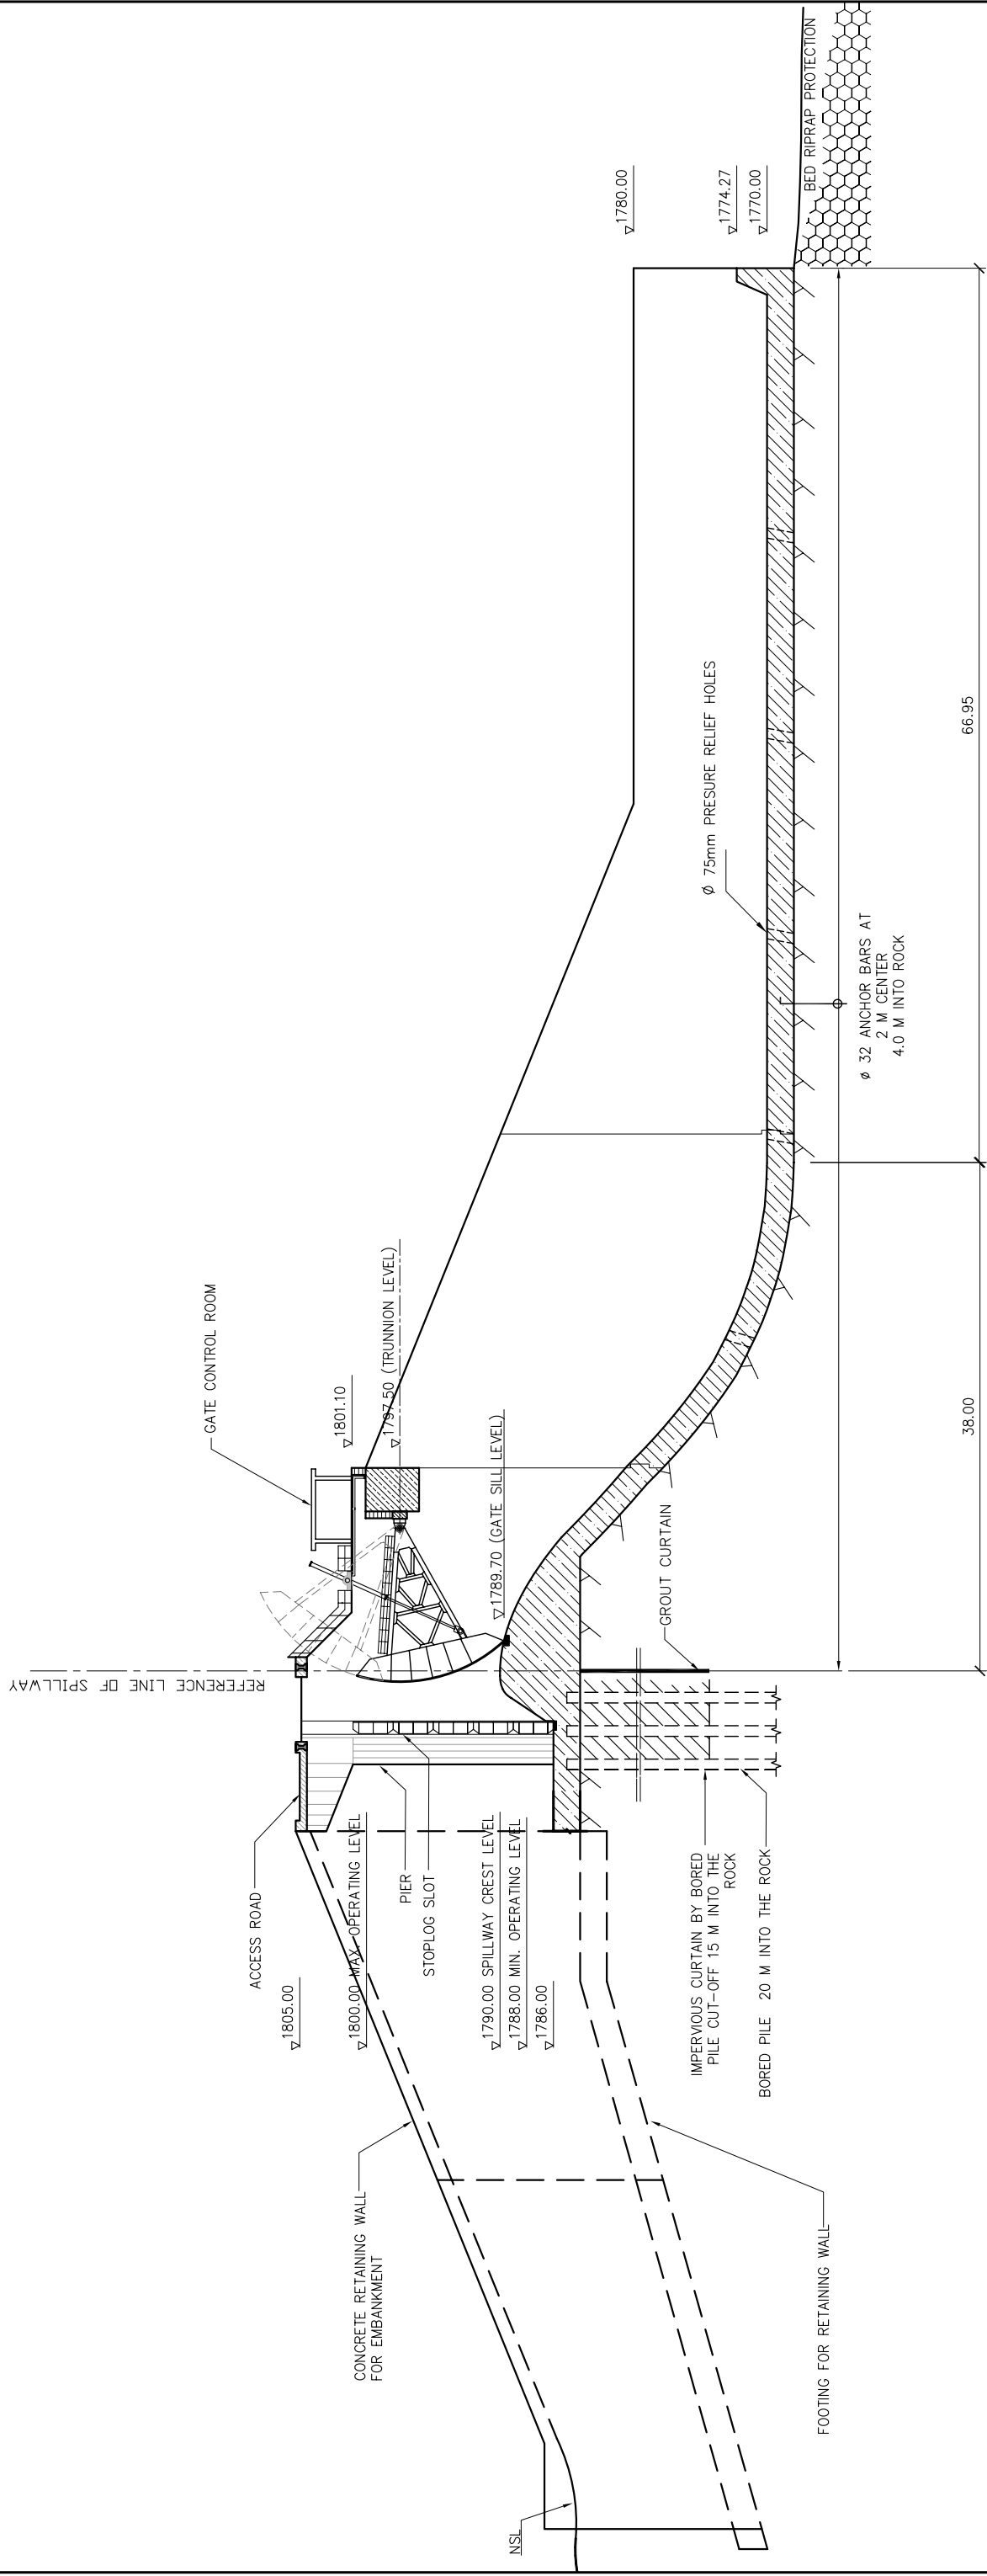 REFERENCE LINE OF SPILLWAY
GATE CONTROL ROOM
ACCESS ROAD
1805.00
1800.00 MAX. OPERATING LEVEL
PIER
STOPLOG SLOT
1790.00 SPILLWAY CREST LEVEL
1788.00 MIN. OPERATING LEVEL
1786.00
1801.10
1797.50 (TRUNNION LEVEL)
1789.70 (GATE SILL LEVEL)
1780.00
1774.27
1770.00
BED RIPRAP PROTECTION
CONCRETE RETAINING WALL
FOR EMBANKMENT
NSL
FOOTING FOR RETAINING WALL
IMPERVIOUS CURTAIN BY BORED
PILE CUT-OFF 15 M INTO THE
ROCK
BORED PILE 20 M INTO THE ROCK
GROUT CURTAIN
Ø 75mm PRESURE RELIEF HOLES
ø 32 ANCHOR BARS AT
2 M CENTER
4.0 M INTO ROCK
38.00
66.95